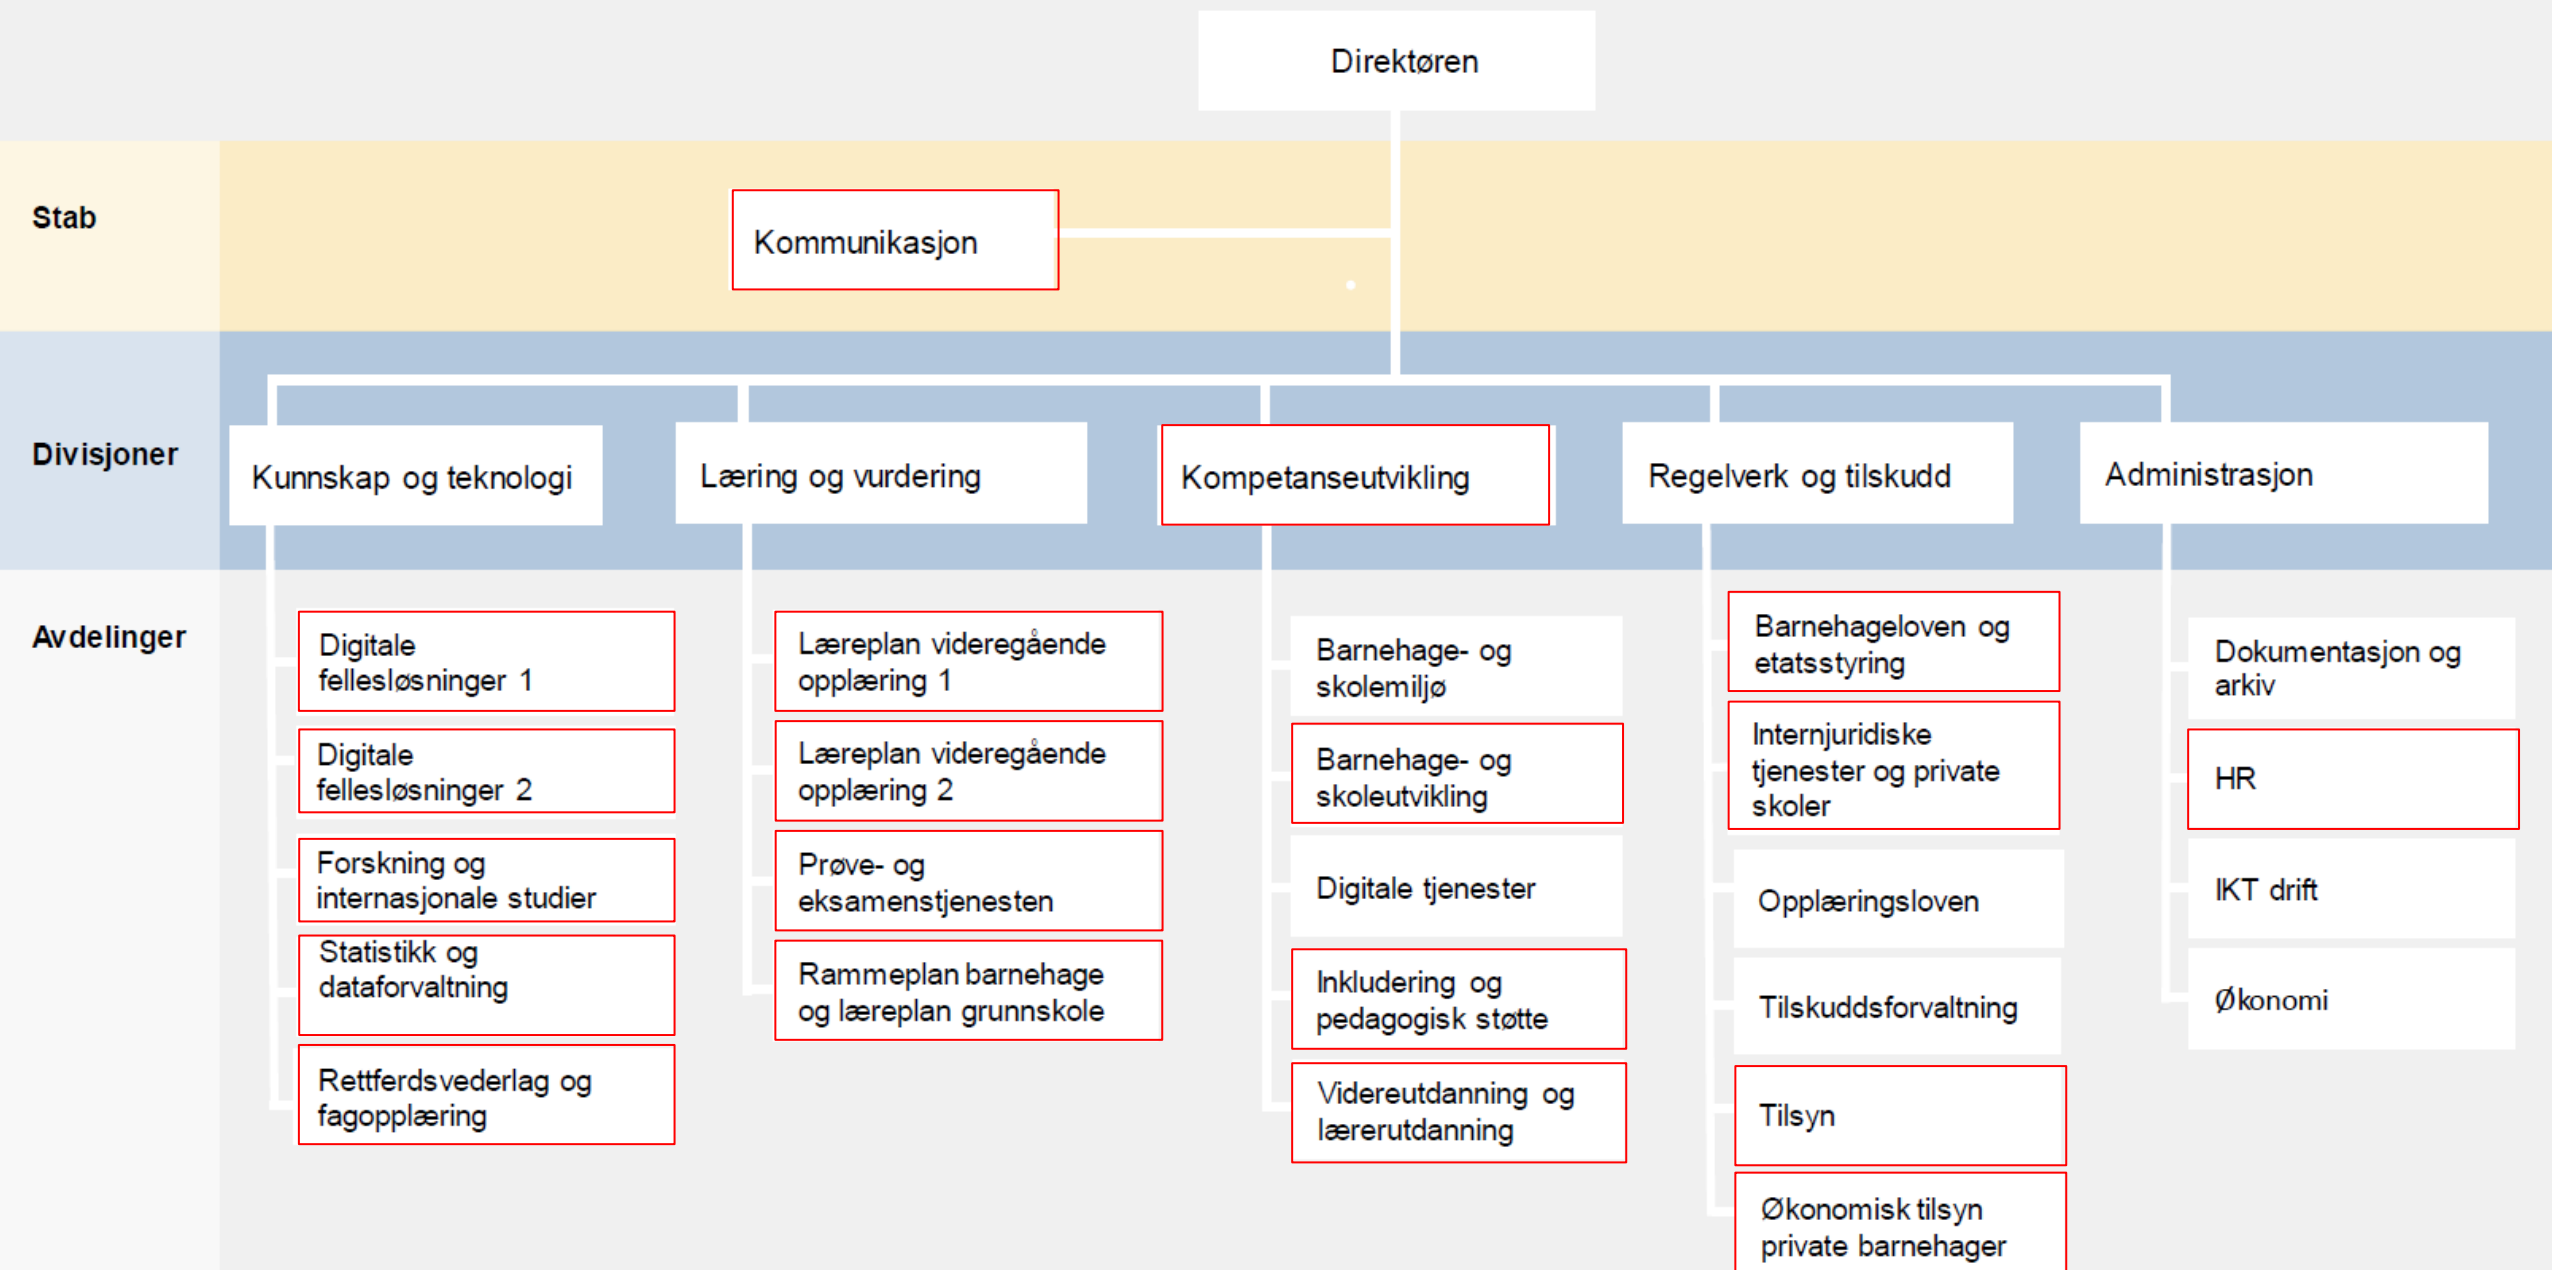 Direktøren
Stab
Kommunikasjon
Divisjoner
Kunnskap og teknologi
Læring og vurdering
Kompetanseutvikling
Regelverk og tilskudd
Administrasjon
Avdelinger
Digitale
fellesløsninger 1
Digitale
fellesløsninger 2
Forskning og
internasjonale studier
Statistikk og
dataforvaltning
Rettferdsvederlag og
fagopplæring
Læreplan videregående
opplæring 1
Læreplan videregående
opplæring 2
Prøve- og
eksamenstjenesten
Rammeplan barnehage
og læreplan grunnskole
Barnehage- og
skolemiljø
Barnehage- og
skoleutvikling
Digitale tjenester
Inkludering og
pedagogisk støtte
Videreutdanning og
lærerutdanning
Barnehageloven og
etatsstyring
Internjuridiske
tjenester og private
skoler
Opplæringsloven
Tilskuddsforvaltning
Tilsyn
Økonomisk tilsyn
private barnehager
Dokumentasjon og
arkiv
HR
IKT drift
Økonomi